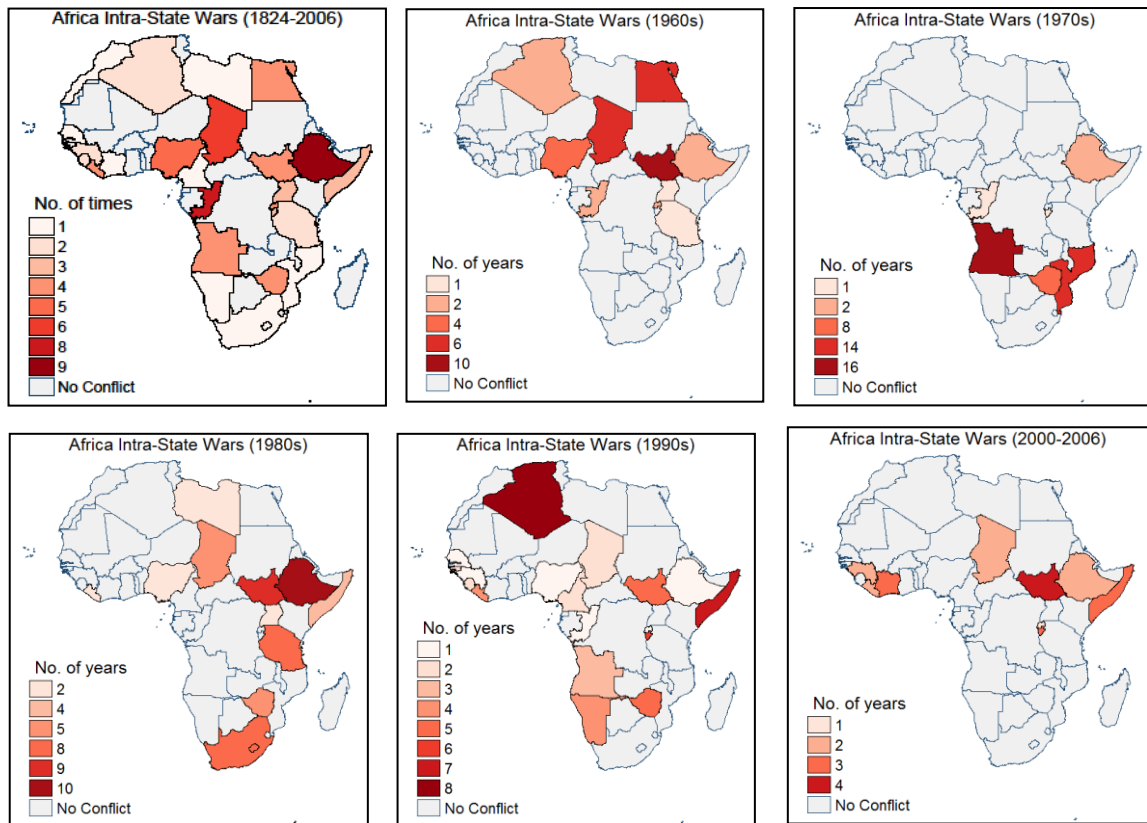 Africa Intra-State Wars (1824-2006)
No. of times
1
2
3
4
5
6
8
9
No Conflict
Africa Intra-State Wars (1960s)
No. of years
1
2
4
6
10
No Conflict
Africa Intra-State Wars (1970s)
No. of years
1
2
8
14
16
No Conflict
Africa Intra-State Wars (1980s)
No. of years
2
4
5
8
9
10
No Conflict
Africa Intra-State Wars (1990s)
No. of years
1
2
3
4
5
6
7
8
No Conflict
Africa Intra-State Wars (2000-2006)
No. of years
1
2
3
4
No Conflict